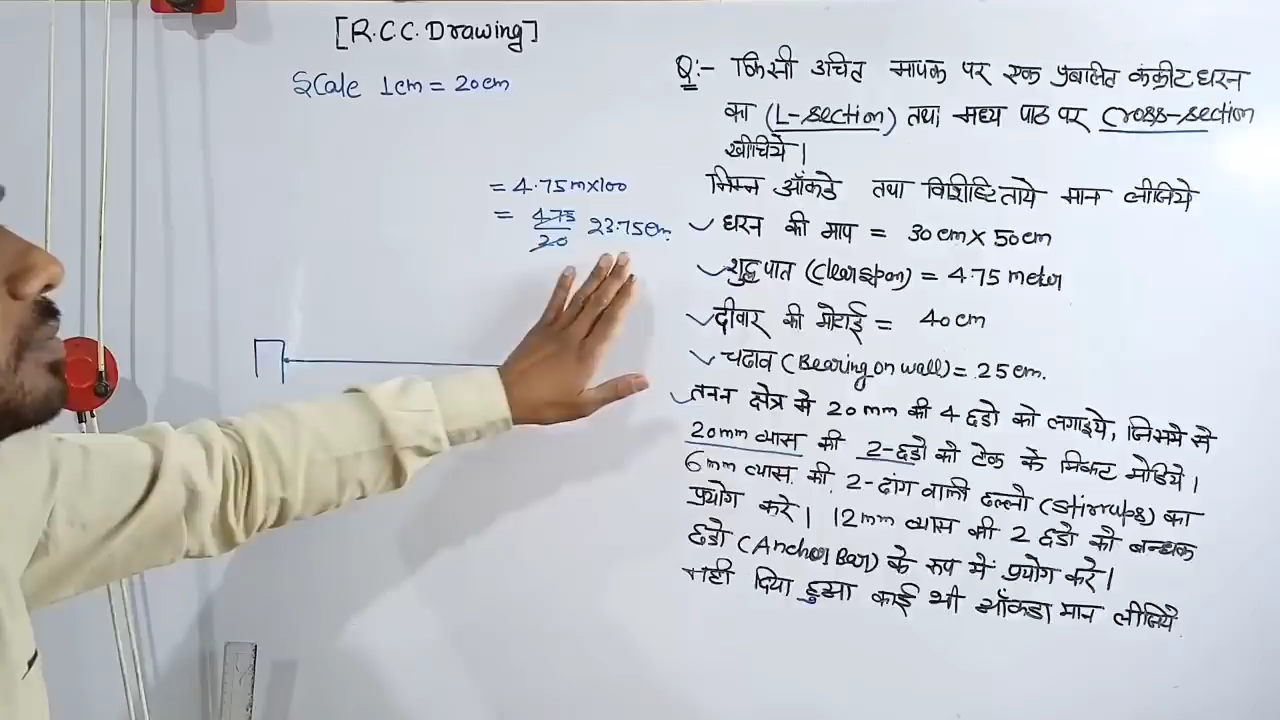 [R.C.C. Drawing]
Scale 1cm = 20cm
= 4.75m×100
= 475/20 23.75cm.
Q:- किसी उचित मापक पर एक प्रबलित कंक्रीट धरन
का (L-section) तथा मध्य पाठ पर Cross-section
खीचिये।
निम्न आँकडे तथा विशिष्टिताये मान लीजिये
धरन की माप = 30cm × 50cm
शुद्ध पात (Clear span) = 4.75 meter
दीवार की मोटाई = 40cm
चढाव (Bearing on wall) = 25cm.
तनन क्षेत्र मे 20mm की 4 छडो को लगाइये, जिसमे से
20mm व्यास की 2-छडो को टेक के निकट मोडिये।
6mm व्यास की 2-टांग वाली छल्लो (Stirrups) का
प्रयोग करे। 12mm व्यास की 2 छडो को बन्धक
छडो (Anchor Bar) के रूप में प्रयोग करे।
नही दिया हुआ काई भी आँकडा मान लीजिये